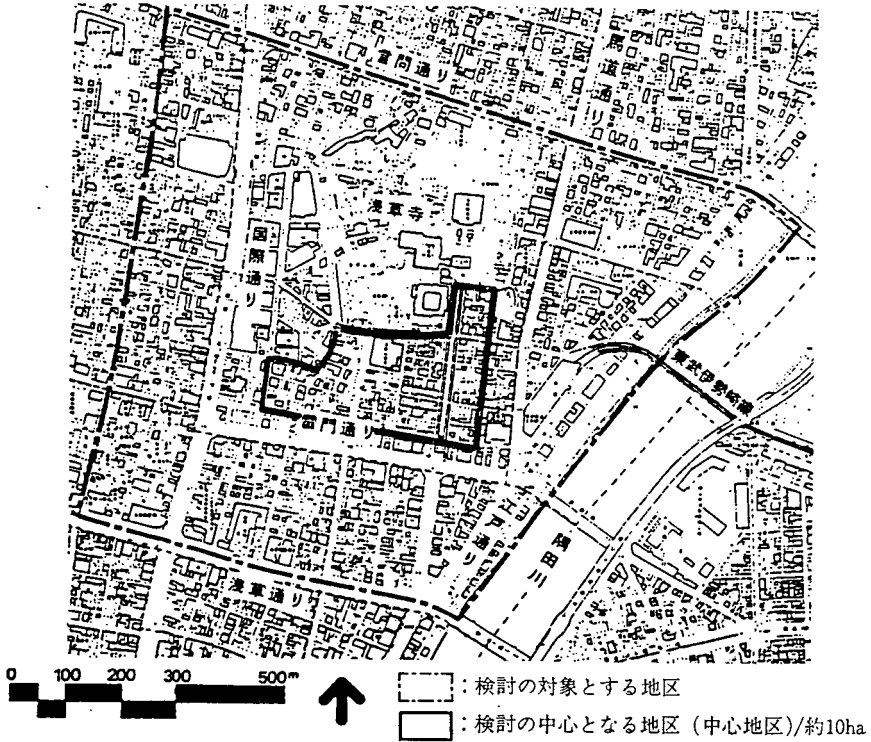 言問通り
隅道通り
浅草寺
国際通り
東武伊勢崎線
雷門通り
江戸通り
隅田川
浅草通り
0 100 200 300 500m
：検討の対象とする地区
：検討の中心となる地区（中心地区）/約10ha